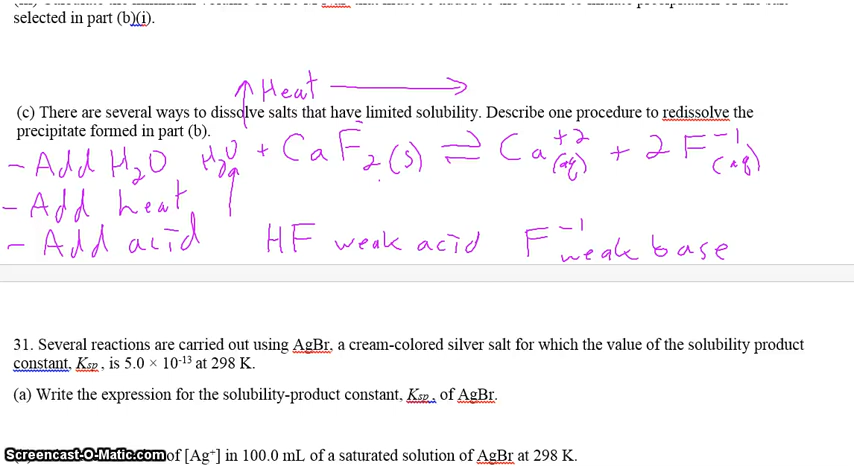 selected in part (b)(i).
↑ Heat →
(c) There are several ways to dissolve salts that have limited solubility. Describe one procedure to redissolve the
precipitate formed in part (b).
- Add H₂O H₂O + CaF₂(s) ⇌ Ca⁺²(aq) + 2F⁻¹(aq)
- Add heat
- Add acid HF weak acid F⁻¹ weak base
31. Several reactions are carried out using AgBr, a cream-colored silver salt for which the value of the solubility product
constant, Ksp, is 5.0 × 10⁻¹³ at 298 K.
(a) Write the expression for the solubility-product constant, Ksp, of AgBr.
Screencast-O-Matic.com of [Ag⁺] in 100.0 mL of a saturated solution of AgBr at 298 K.